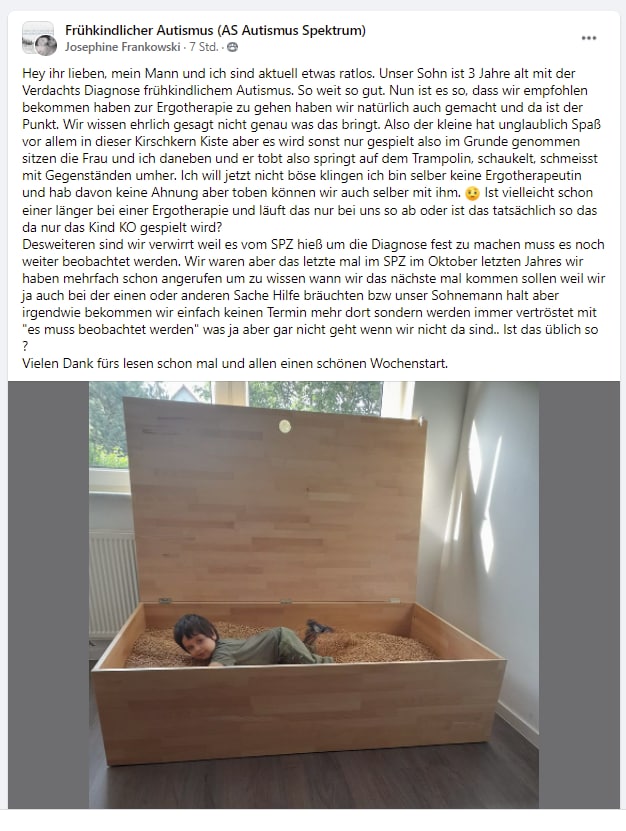 Frühkindlicher Autismus (AS Autismus Spektrum)
Josephine Frankowski · 7 Std. ·
Hey ihr lieben, mein Mann und ich sind aktuell etwas ratlos. Unser Sohn ist 3 Jahre alt mit der
Verdachts Diagnose frühkindlichem Autismus. So weit so gut. Nun ist es so, dass wir empfohlen
bekommen haben zur Ergotherapie zu gehen haben wir natürlich auch gemacht und da ist der
Punkt. Wir wissen ehrlich gesagt nicht genau was das bringt. Also der kleine hat unglaublich Spaß
vor allem in dieser Kirschkern Kiste aber es wird sonst nur gespielt also im Grunde genommen
sitzen die Frau und ich daneben und er tobt also springt auf dem Trampolin, schaukelt, schmeisst
mit Gegenständen umher. Ich will jetzt nicht böse klingen ich bin selber keine Ergotherapeutin
und hab davon keine Ahnung aber toben können wir auch selber mit ihm. 😟 Ist vielleicht schon
einer länger bei einer Ergotherapie und läuft das nur bei uns so ab oder ist das tatsächlich so das
da nur das Kind KO gespielt wird?
Desweiteren sind wir verwirrt weil es vom SPZ hieß um die Diagnose fest zu machen muss es noch
weiter beobachtet werden. Wir waren aber das letzte mal im SPZ im Oktober letzten Jahres wir
haben mehrfach schon angerufen um zu wissen wann wir das nächste mal kommen sollen weil wir
ja auch bei der einen oder anderen Sache Hilfe bräuchten bzw unser Sohnemann halt aber
irgendwie bekommen wir einfach keinen Termin mehr dort sondern werden immer vertröstet mit
"es muss beobachtet werden" was ja aber gar nicht geht wenn wir nicht da sind.. Ist das üblich so
?
Vielen Dank fürs lesen schon mal und allen einen schönen Wochenstart.